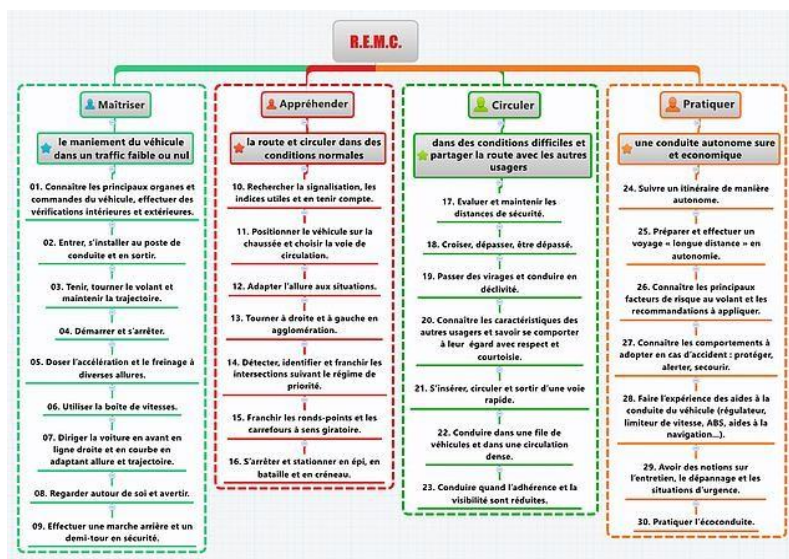 R.E.M.C.
Maîtriser
le maniement du véhicule
dans un traffic faible ou nul
01. Connaître les principaux organes et
commandes du véhicule, effectuer des
vérifications intérieures et extérieures.
02. Entrer, s'installer au poste de
conduite et en sortir.
03. Tenir, tourner le volant et
maintenir la trajectoire.
04. Démarrer et s'arrêter.
05. Doser l'accélération et le freinage à
diverses allures.
06. Utiliser la boîte de vitesses.
07. Diriger la voiture en avant en
ligne droite et en courbe en
adaptant allure et trajectoire.
08. Regarder autour de soi et avertir.
09. Effectuer une marche arrière et un
demi-tour en sécurité.
Appréhender
la route et circuler dans des
conditions normales
10. Rechercher la signalisation, les
indices utiles et en tenir compte.
11. Positionner le véhicule sur la
chaussée et choisir la voie de
circulation.
12. Adapter l'allure aux situations.
13. Tourner à droite et à gauche en
agglomération.
14. Détecter, identifier et franchir les
intersections suivant le régime de
priorité.
15. Franchir les ronds-points et les
carrefours à sens giratoire.
16. S'arrêter et stationner en épi, en
bataille et en créneau.
Circuler
dans des conditions difficiles et
partager la route avec les autres
usagers
17. Evaluer et maintenir les
distances de sécurité.
18. Croiser, dépasser, être dépassé.
19. Passer des virages et conduire en
déclivité.
20. Connaître les caractéristiques des
autres usagers et savoir se comporter
à leur égard avec respect et
courtoisie.
21. S'insérer, circuler et sortir d'une voie
rapide.
22. Conduire dans une file de
véhicules et dans une circulation
dense.
23. Conduire quand l'adhérence et la
visibilité sont réduites.
Pratiquer
une conduite autonome sure
et economique
24. Suivre un itinéraire de manière
autonome.
25. Préparer et effectuer un
voyage « longue distance » en
autonomie.
26. Connaître les principaux
facteurs de risque au volant et les
recommandations à appliquer.
27. Connaître les comportements à
adopter en cas d'accident : protéger,
alerter, secourir.
28. Faire l'expérience des aides à la
conduite du véhicule (régulateur,
limiteur de vitesse, ABS, aides à la
navigation...).
29. Avoir des notions sur
l'entretien, le dépannage et les
situations d'urgence.
30. Pratiquer l'écoconduite.